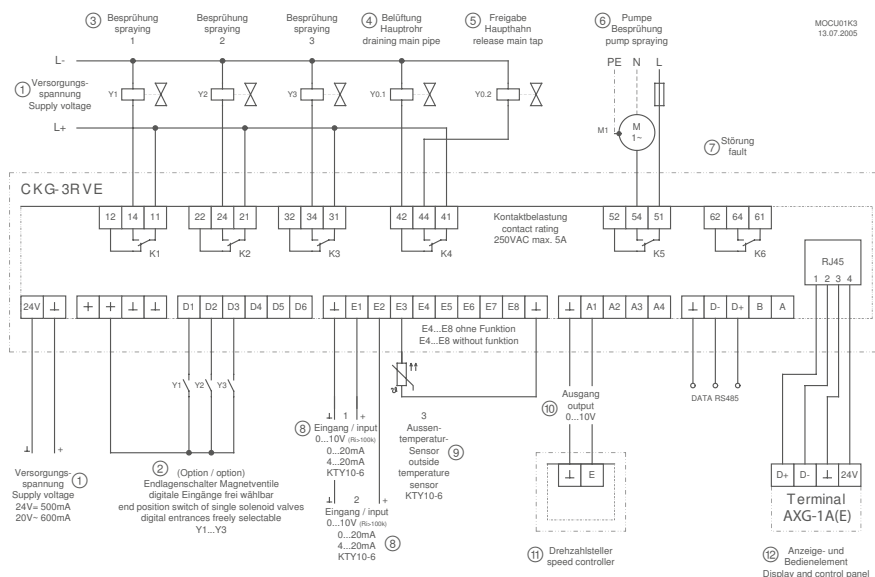 ③ Besprühung
spraying
1
Besprühung
spraying
2
Besprühung
spraying
3
④ Belüftung
Hauptrohr
draining main pipe
⑤ Freigabe
Haupthahn
release main tap
⑥ Pumpe
Besprühung
pump spraying
MOCU01K3
13.07.2005
L-
PE N L
① Versorgungs-
spannung
Supply voltage
Y1 Y2 Y3 Y0.1 Y0.2
L+
M1
M
1~
⑦ Störung
fault
CKG-3RVE
12 14 11
22 24 21
32 34 31
42 44 41
Kontaktbelastung
contact rating
250VAC max. 5A
52 54 51
62 64 61
K1 K2 K3 K4 K5 K6
RJ45
1 2 3 4
24V ⊥
+ + ⊥ ⊥
D1 D2 D3 D4 D5 D6
⊥ E1 E2 E3 E4 E5 E6 E7 E8 ⊥
⊥ A1 A2 A3 A4
⊥ D- D+ B A
E4...E8 ohne Funktion
E4...E8 without funktion
Y1 Y2 Y3
DATA RS485
⊥ +
Versorgungs- ①
spannung
Supply voltage
24V= 500mA
20V~ 600mA
② (Option / option)
Endlagenschalter Magnetventile
digitale Eingänge frei wählbar
end position switch of single solenoid valves
digital entrances freely selectable
Y1...Y3
⊥ 1 +
⑧ Eingang / input
0...10V (Ri>100k)
0...20mA
4...20mA
KTY10-6
⊥ 2 +
Eingang / input
0...10V (Ri>100k)
0...20mA
4...20mA ⑧
KTY10-6
3
Aussen-
temperatur-
Sensor ⑨
outside
temperature
sensor
KTY10-6
⑩ Ausgang
output
0...10V
⊥ E
⑪ Drehzahlsteller
speed controller
D+ D- ⊥ 24V
Terminal
AXG-1A(E)
⑫ Anzeige- und
Bedienelement
Display and control panel